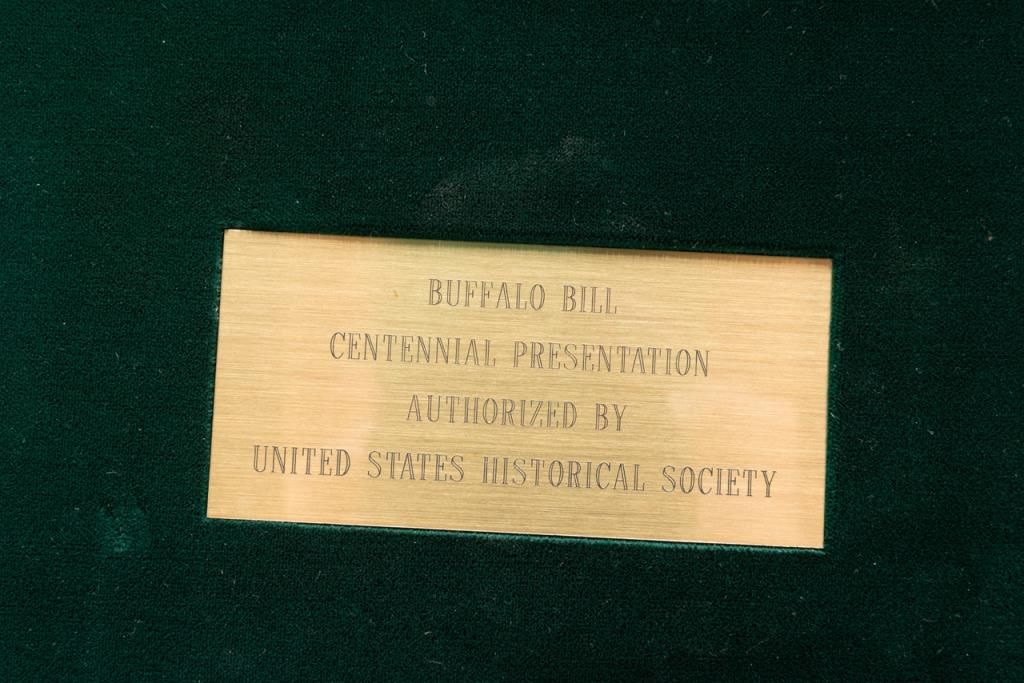 BUFFALO BILL
CENTENNIAL PRESENTATION
AUTHORIZED BY
UNITED STATES HISTORICAL SOCIETY